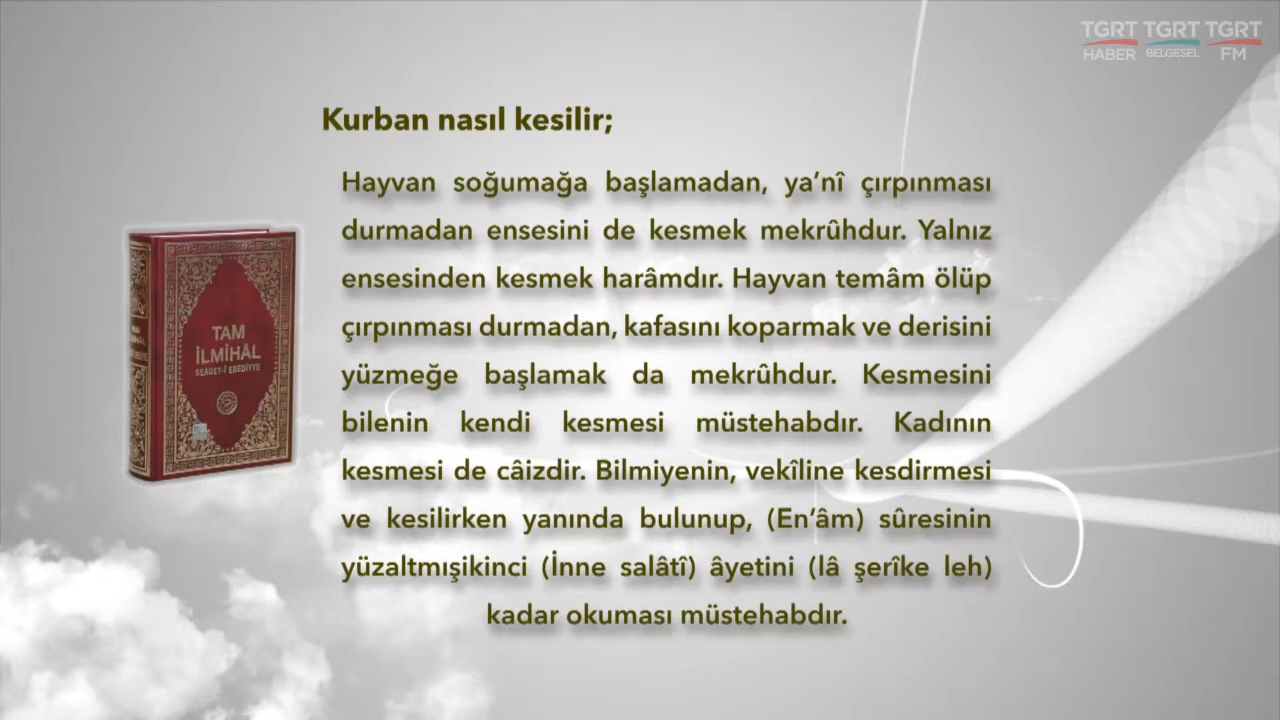 TGRT TGRT TGRT
HABER BELGESEL FM
Kurban nasıl kesilir;
Hayvan soğumağa başlamadan, ya’nî çırpınması
durmadan ensesini de kesmek mekrûhdur. Yalnız
ensesinden kesmek harâmdır. Hayvan temâm ölüp
çırpınması durmadan, kafasını koparmak ve derisini
yüzmeğe başlamak da mekrûhdur. Kesmesini
bilenin kendi kesmesi müstehabdır. Kadının
kesmesi de câizdir. Bilmiyenin, vekîline kesdirmesi
ve kesilirken yanında bulunup, (En’âm) sûresinin
yüzaltmışikinci (İnne salâtî) âyetini (lâ şerîke leh)
kadar okuması müstehabdır.
TAM
İLMİHÂL
SEÂDET-İ EBEDİYYE